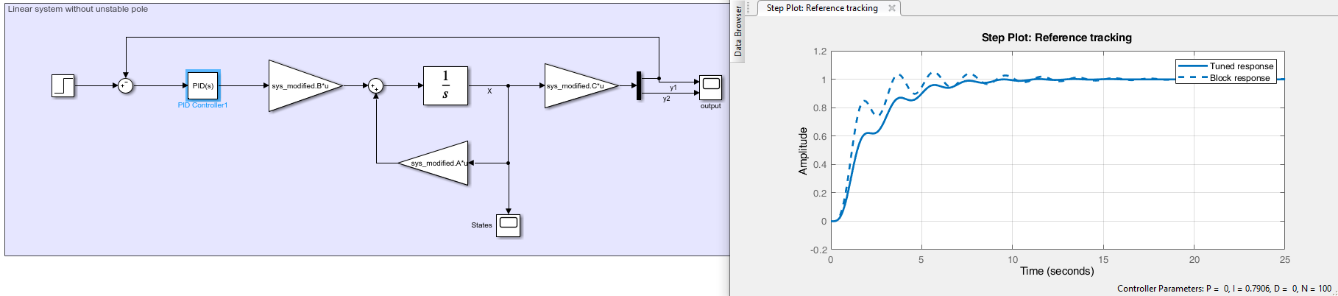 Linear system without unstable pole
PID(s)
PID Controller1
sys_modified.B*u
1
s
X
sys_modified.C*u
y1
y2
output
sys_modified.A*u
States
Data Browser
Step Plot: Reference tracking
Step Plot: Reference tracking
Tuned response
Block response
Amplitude
1.2
1
0.8
0.6
0.4
0.2
0
-0.2
0 5 10 15 20 25
Time (seconds)
Controller Parameters: P = 0, I = 0.7906, D = 0, N = 100